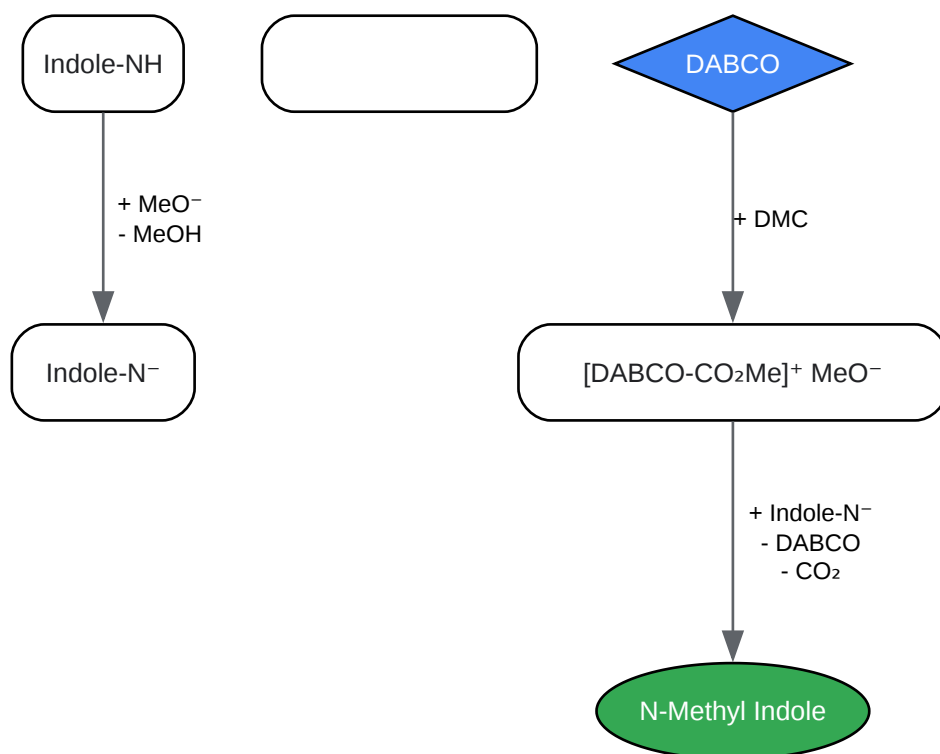 Indole-NH
DABCO
+ MeO⁻
- MeOH
+ DMC
Indole-N⁻
[DABCO-CO₂Me]⁺ MeO⁻
+ Indole-N⁻
- DABCO
- CO₂
N-Methyl Indole